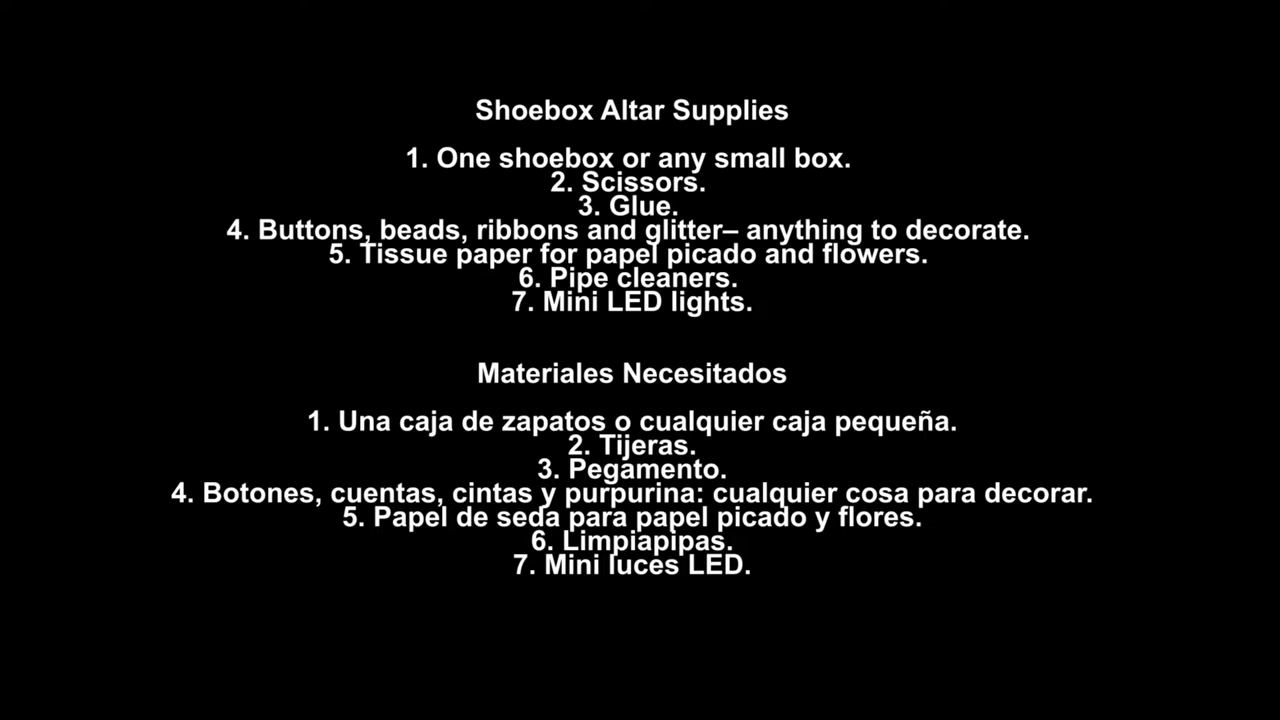 Shoebox Altar Supplies
1. One shoebox or any small box.
2. Scissors.
3. Glue.
4. Buttons, beads, ribbons and glitter– anything to decorate.
5. Tissue paper for papel picado and flowers.
6. Pipe cleaners.
7. Mini LED lights.
Materiales Necesitados
1. Una caja de zapatos o cualquier caja pequeña.
2. Tijeras.
3. Pegamento.
4. Botones, cuentas, cintas y purpurina: cualquier cosa para decorar.
5. Papel de seda para papel picado y flores.
6. Limpiapipas.
7. Mini luces LED.